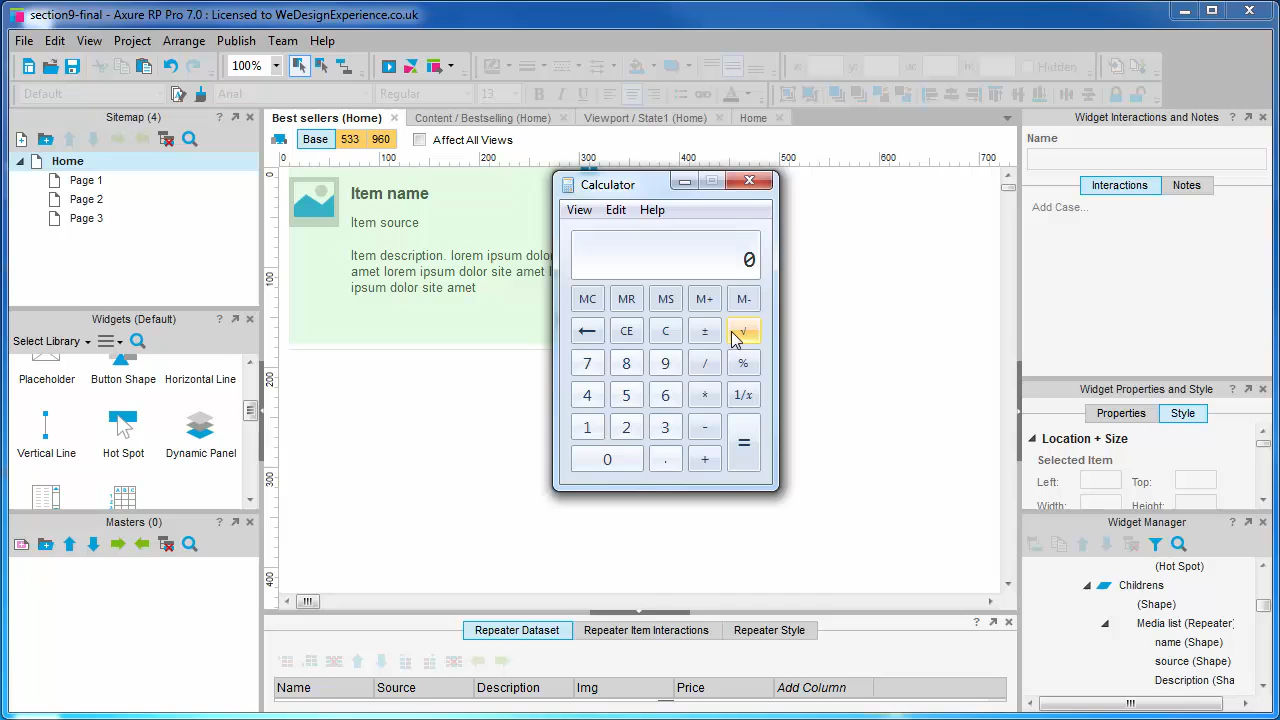 section9-final - Axure RP Pro 7.0 : Licensed to WeDesignExperience.co.uk
File Edit View Project Arrange Publish Team Help
100% Hidden
Default Arial Regular 13 B I U
Sitemap (4) ?
Best sellers (Home) Content / Bestselling (Home) Viewport / State1 (Home) Home
Widget Interactions and Notes ?
Base 533 960 Affect All Views
Name
0 100 200 300 400 500 600 700
Home
Page 1
Page 2
Page 3
Interactions Notes
Add Case...
0
100
200
300
400
Item name
Item source
Item description. lorem ipsum dolor
amet lorem ipsum dolor site amet l
ipsum dolor site amet
Calculator
View Edit Help
0
MC MR MS M+ M-
← CE C ± √
7 8 9 / %
4 5 6 * 1/x
1 2 3 - =
0 . +
Widgets (Default) ?
Select Library
Placeholder Button Shape Horizontal Line
Vertical Line Hot Spot Dynamic Panel
Masters (0) ?
Widget Properties and Style ?
Properties Style
Location + Size
Selected Item
Left: Top:
Width: Height:
Widget Manager ?
(Hot Spot)
Childrens
(Shape)
Media list (Repeater)
name (Shape)
source (Shape)
Description (Sha
Repeater Dataset Repeater Item Interactions Repeater Style ?
Name Source Description Img Price Add Column